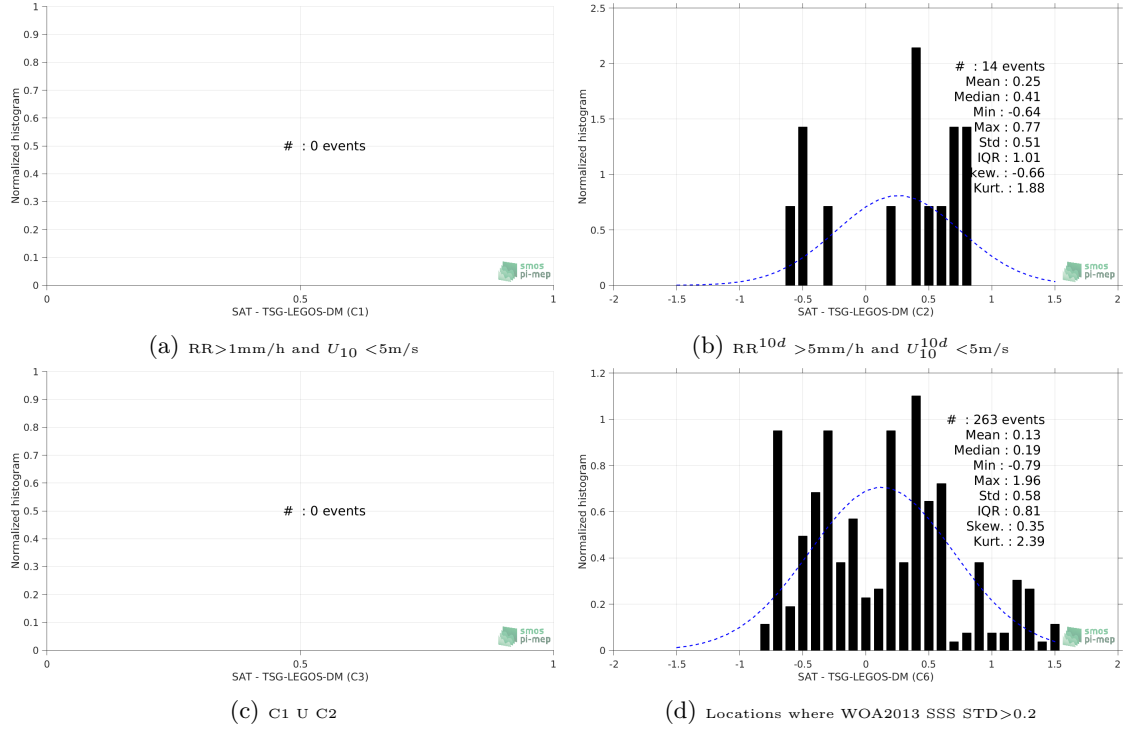 1
0.9
0.8
0.7
0.6
0.5
0.4
0.3
0.2
0.1
0
Normalized histogram
# : 0 events
smos
pi-mep
0 0.5 1
SAT - TSG-LEGOS-DM (C1)
(a) RR>1mm/h and U10 <5m/s
2.5
2
1.5
1
0.5
0
Normalized histogram
# : 14 events
Mean : 0.25
Median : 0.41
Min : -0.64
Max : 0.77
Std : 0.51
IQR : 1.01
kew. : -0.66
Kurt. : 1.88
smos
pi-mep
-2 -1.5 -1 -0.5 0 0.5 1 1.5 2
SAT - TSG-LEGOS-DM (C2)
(b) RR10d >5mm/h and U10d10 <5m/s
1
0.9
0.8
0.7
0.6
0.5
0.4
0.3
0.2
0.1
0
Normalized histogram
# : 0 events
smos
pi-mep
0 0.5 1
SAT - TSG-LEGOS-DM (C3)
(c) C1 U C2
1.2
1
0.8
0.6
0.4
0.2
0
Normalized histogram
# : 263 events
Mean : 0.13
Median : 0.19
Min : -0.79
Max : 1.96
Std : 0.58
IQR : 0.81
Skew. : 0.35
Kurt. : 2.39
smos
pi-mep
-2 -1.5 -1 -0.5 0 0.5 1 1.5 2
SAT - TSG-LEGOS-DM (C6)
(d) Locations where WOA2013 SSS STD>0.2